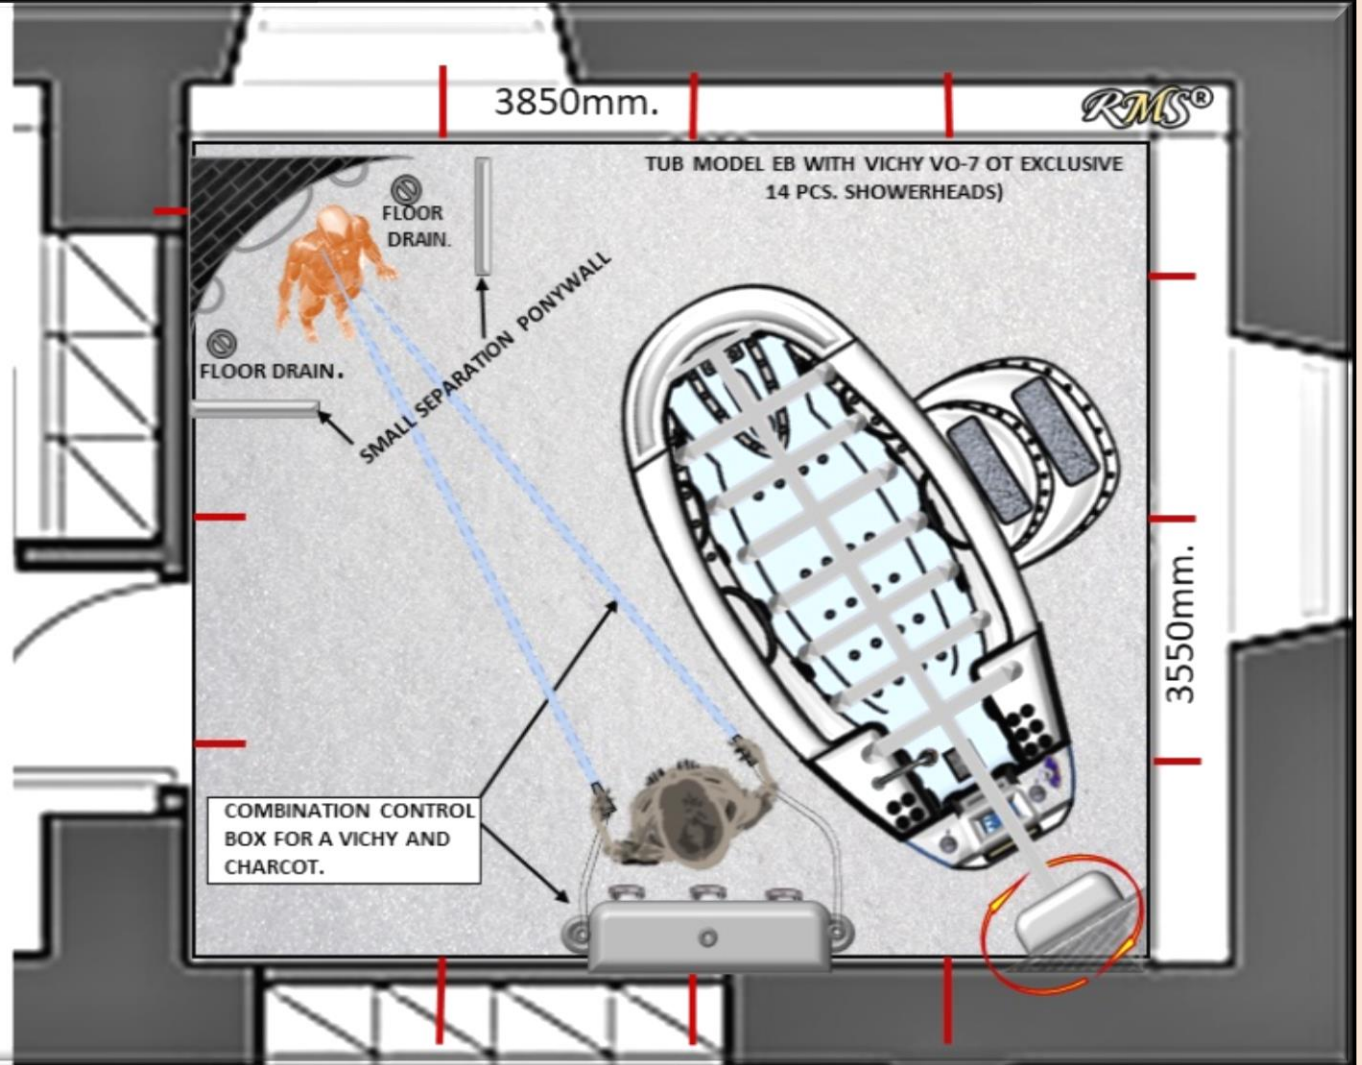 3850mm.
RMS®
TUB MODEL EB WITH VICHY VO-7 OT EXCLUSIVE
14 PCS. SHOWERHEADS)
FLOOR
DRAIN.
SMALL SEPARATION PONYWALL
FLOOR DRAIN.
3550mm.
COMBINATION CONTROL
BOX FOR A VICHY AND
CHARCOT.